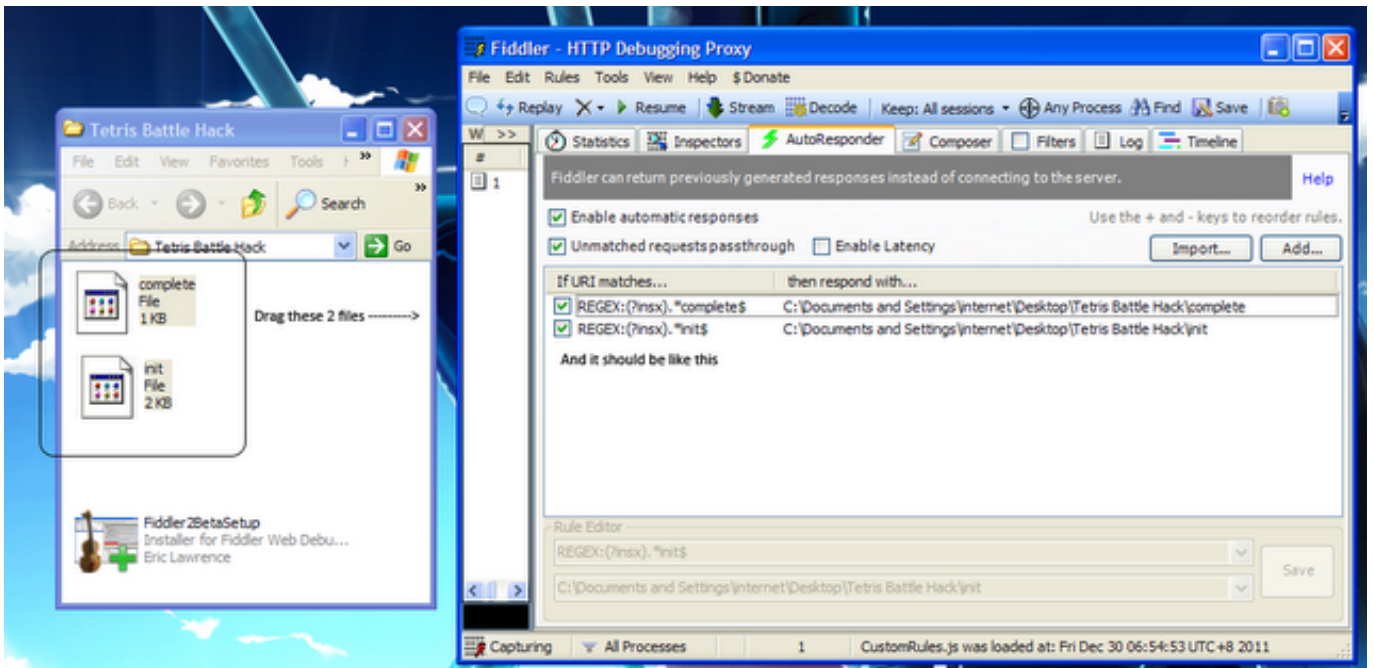 Tetris Battle Hack
File Edit View Favorites Tools H »
Back Search »
Address Tetris Battle Hack Go
complete
File
1 KB
Drag these 2 files --------->
init
File
2 KB
Fiddler2BetaSetup
Installer for Fiddler Web Debu...
Eric Lawrence
Fiddler - HTTP Debugging Proxy
File Edit Rules Tools View Help $ Donate
Replay Resume Stream Decode Keep: All sessions Any Process Find Save
W >>
#
1
Statistics Inspectors AutoResponder Composer Filters Log Timeline
Fiddler can return previously generated responses instead of connecting to the server. Help
Enable automatic responses Use the + and - keys to reorder rules.
Unmatched requests passthrough Enable Latency Import... Add...
If URI matches... then respond with...
REGEX:(?insx).*complete$ C:\Documents and Settings\internet\Desktop\Tetris Battle Hack\complete
REGEX:(?insx).*init$ C:\Documents and Settings\internet\Desktop\Tetris Battle Hack\init
And it should be like this
Rule Editor
REGEX:(?insx).*init$
C:\Documents and Settings\internet\Desktop\Tetris Battle Hack\init
Save
Capturing All Processes 1 CustomRules.js was loaded at: Fri Dec 30 06:54:53 UTC+8 2011